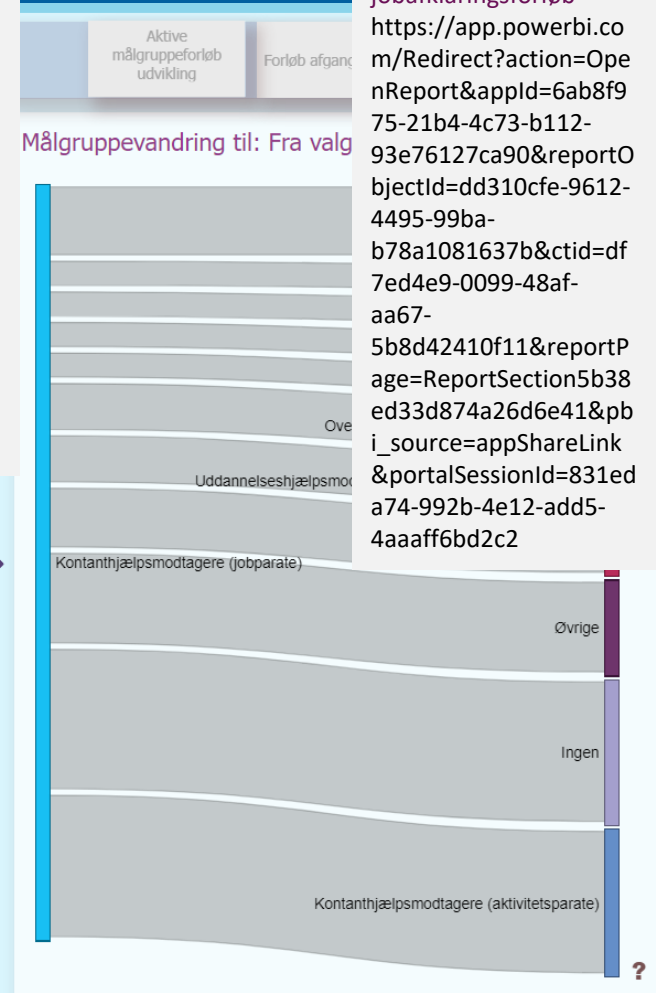 Aktive
målgruppeforløb
udvikling
Forløb afgang
jobafklaringsforløb
https://app.powerbi.co
m/Redirect?action=Ope
nReport&appId=6ab8f9
75-21b4-4c73-b112-
93e76127ca90&reportO
bjectId=dd310cfe-9612-
4495-99ba-
b78a1081637b&ctid=df
7ed4e9-0099-48af-
aa67-
5b8d42410f11&reportP
age=ReportSection5b38
ed33d874a26d6e41&pb
i_source=appShareLink
&portalSessionId=831ed
a74-992b-4e12-add5-
4aaaff6bd2c2
Målgruppevandring til: Fra valg
Ove
Uddannelseshjælpsmod
Kontanthjælpsmodtagere (jobparate)
Øvrige
Ingen
Kontanthjælpsmodtagere (aktivitetsparate)
?